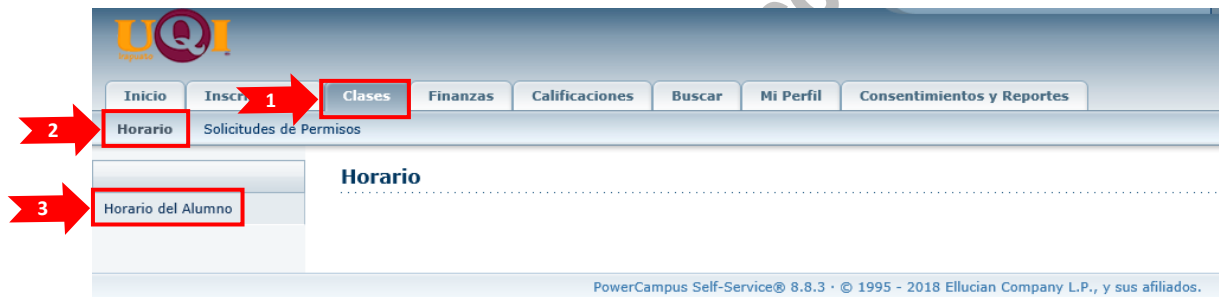 UQI
Inicio
1
Clases
Finanzas
Calificaciones
Buscar
Mi Perfil
Consentimientos y Reportes
2
Horario
Solicitudes de Permisos
Horario
3
Horario del Alumno
PowerCampus Self-Service® 8.8.3 · © 1995 - 2018 Ellucian Company L.P., y sus afiliados.